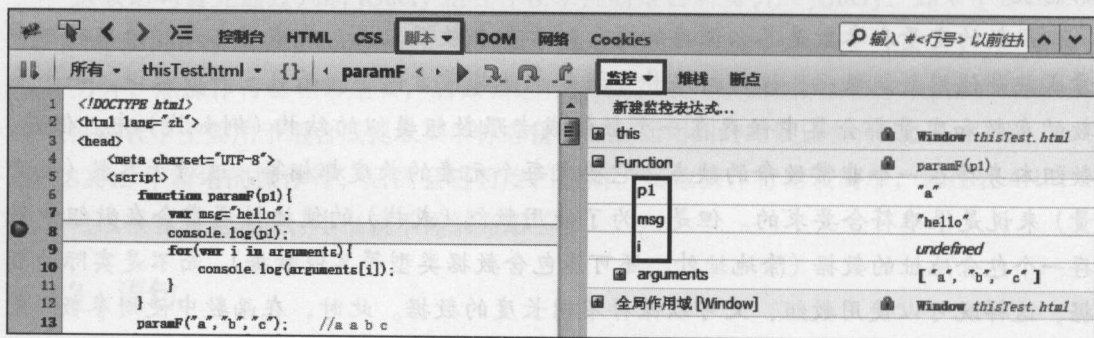 控制台 HTML CSS 脚本 DOM 网络 Cookies 输入 #<行号> 以前往
所有 thisTest.html {} paramF 监控 堆栈 断点
新建监控表达式...
this Window thisTest.html
Function paramF(p1)
p1 "a"
msg "hello"
i undefined
arguments ["a", "b", "c" ]
全局作用域 [Window] Window thisTest.html
1 <!DOCTYPE html>
2 <html lang="zh">
3 <head>
4 <meta charset="UTF-8">
5 <script>
6 function paramF(p1){
7 var msg="hello";
8 console.log(p1);
9 for(var i in arguments){
10 console.log(arguments[i]);
11 }
12 }
13 paramF("a","b","c"); //a a b c